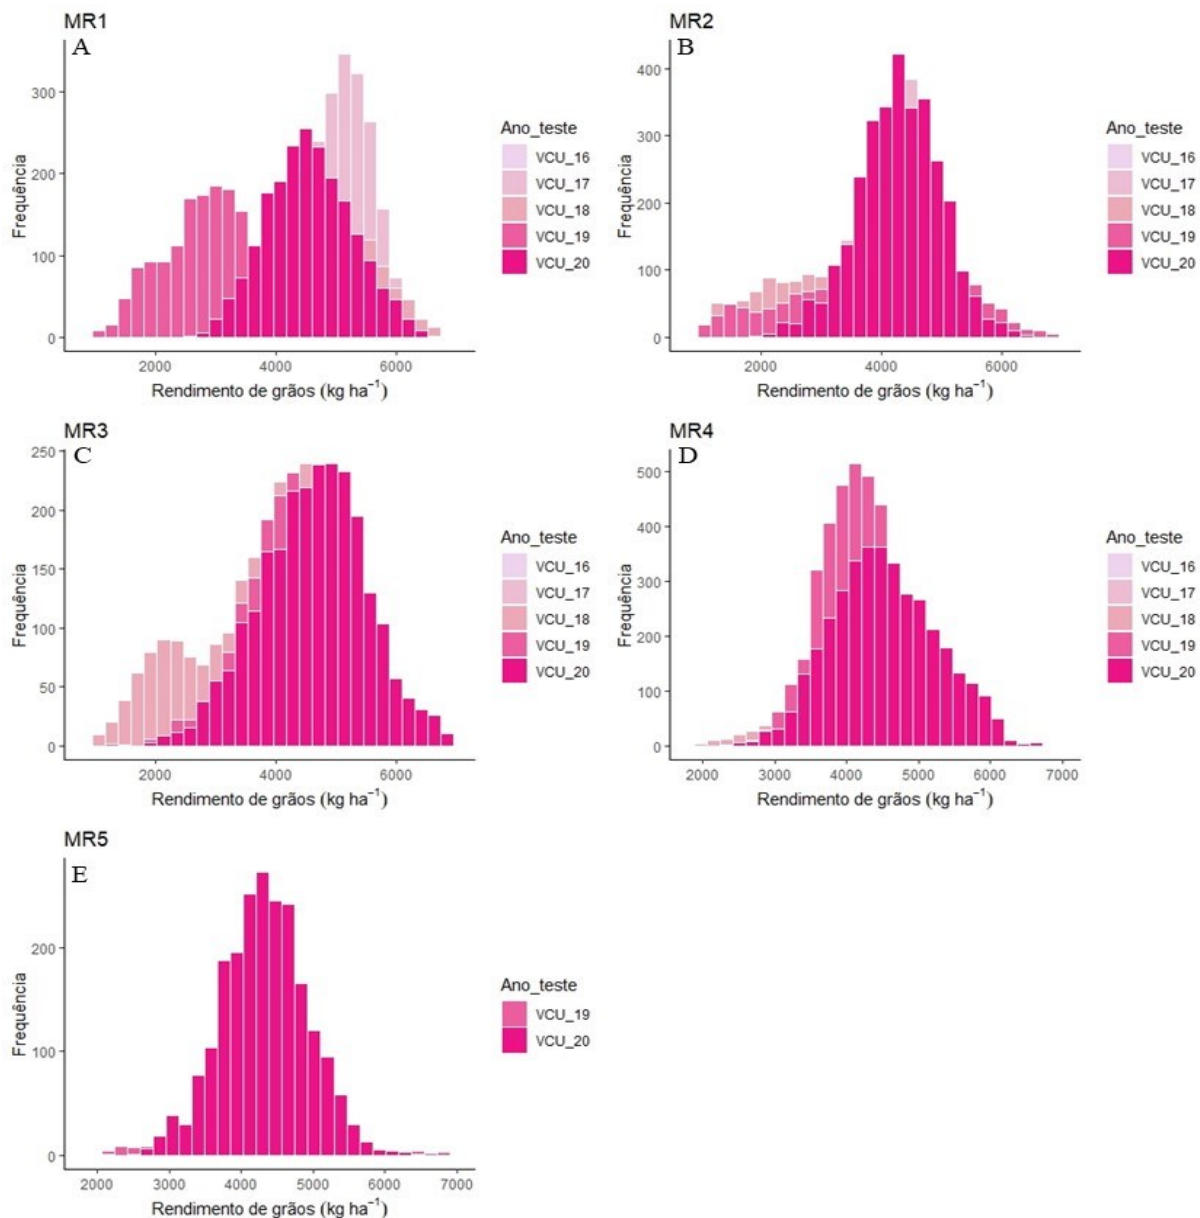 MR1
A
Frequência
300
200
100
0
2000 4000 6000
Rendimento de grãos (kg ha⁻¹)
Ano_teste
VCU_16
VCU_17
VCU_18
VCU_19
VCU_20
MR2
B
Frequência
400
300
200
100
0
2000 4000 6000
Rendimento de grãos (kg ha⁻¹)
Ano_teste
VCU_16
VCU_17
VCU_18
VCU_19
VCU_20
MR3
C
Frequência
250
200
150
100
50
0
2000 4000 6000
Rendimento de grãos (kg ha⁻¹)
Ano_teste
VCU_16
VCU_17
VCU_18
VCU_19
VCU_20
MR4
D
Frequência
500
400
300
200
100
0
2000 3000 4000 5000 6000 7000
Rendimento de grãos (kg ha⁻¹)
Ano_teste
VCU_16
VCU_17
VCU_18
VCU_19
VCU_20
MR5
E
Frequência
200
100
0
2000 3000 4000 5000 6000 7000
Rendimento de grãos (kg ha⁻¹)
Ano_teste
VCU_19
VCU_20